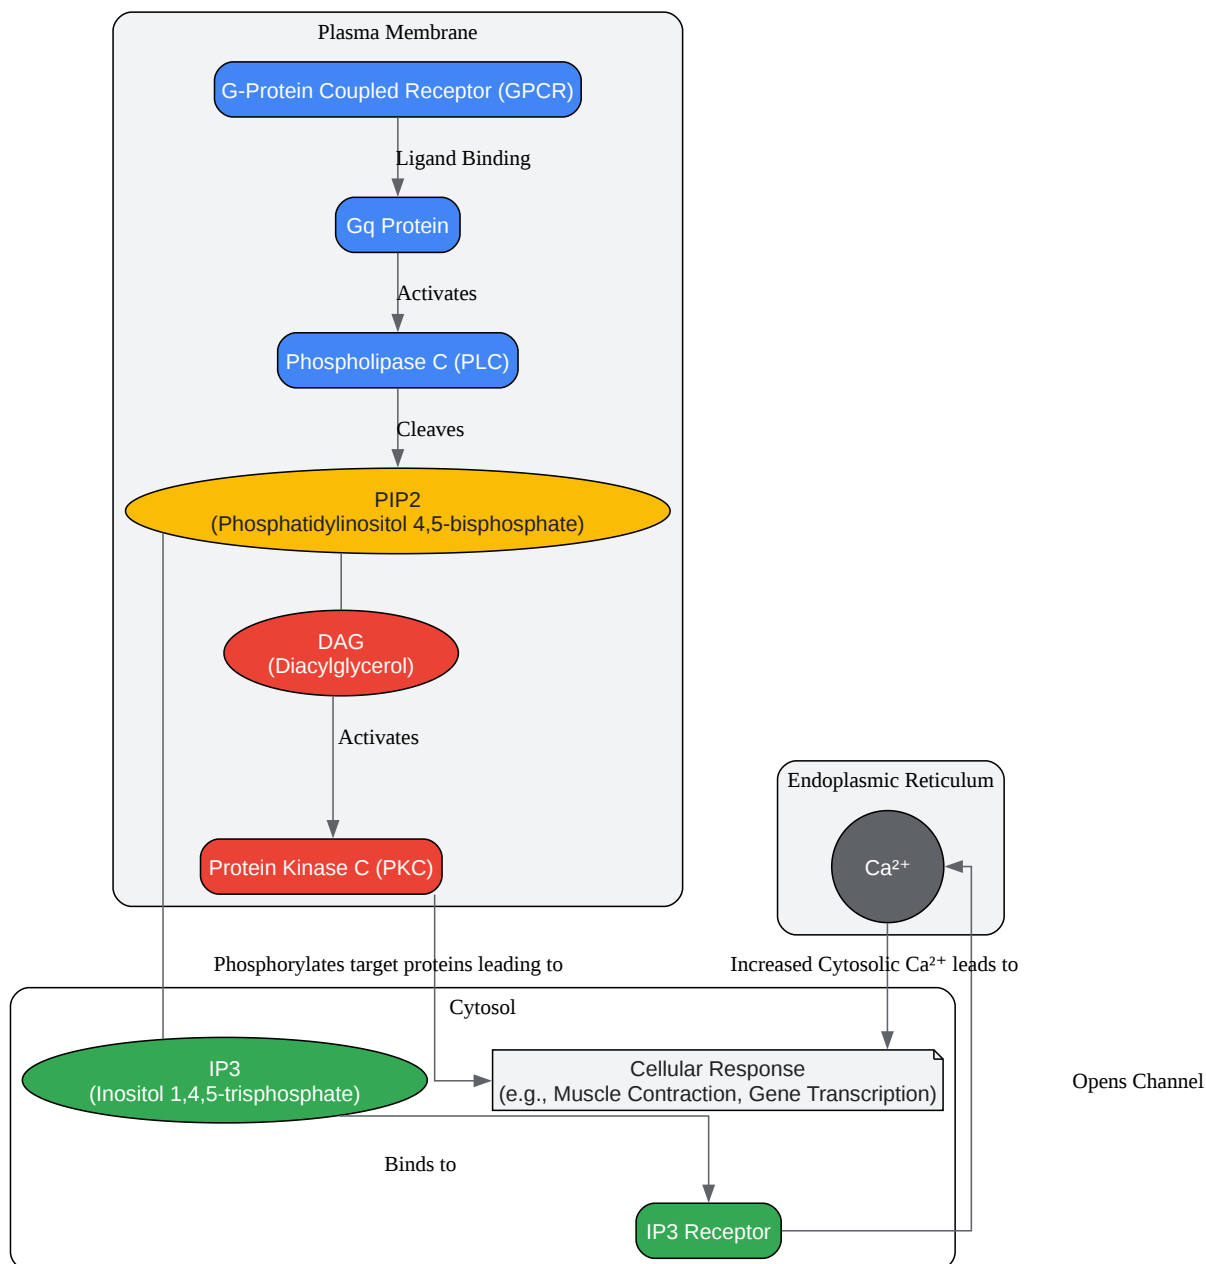 Plasma Membrane
G-Protein Coupled Receptor (GPCR)
Ligand Binding
Gq Protein
Activates
Phospholipase C (PLC)
Cleaves
PIP2
(Phosphatidylinositol 4,5-bisphosphate)
DAG
(Diacylglycerol)
Activates
Protein Kinase C (PKC)
Endoplasmic Reticulum
Ca²⁺
Phosphorylates target proteins leading to
Increased Cytosolic Ca²⁺ leads to
Cytosol
IP3
(Inositol 1,4,5-trisphosphate)
Cellular Response
(e.g., Muscle Contraction, Gene Transcription)
Opens Channel
Binds to
IP3 Receptor